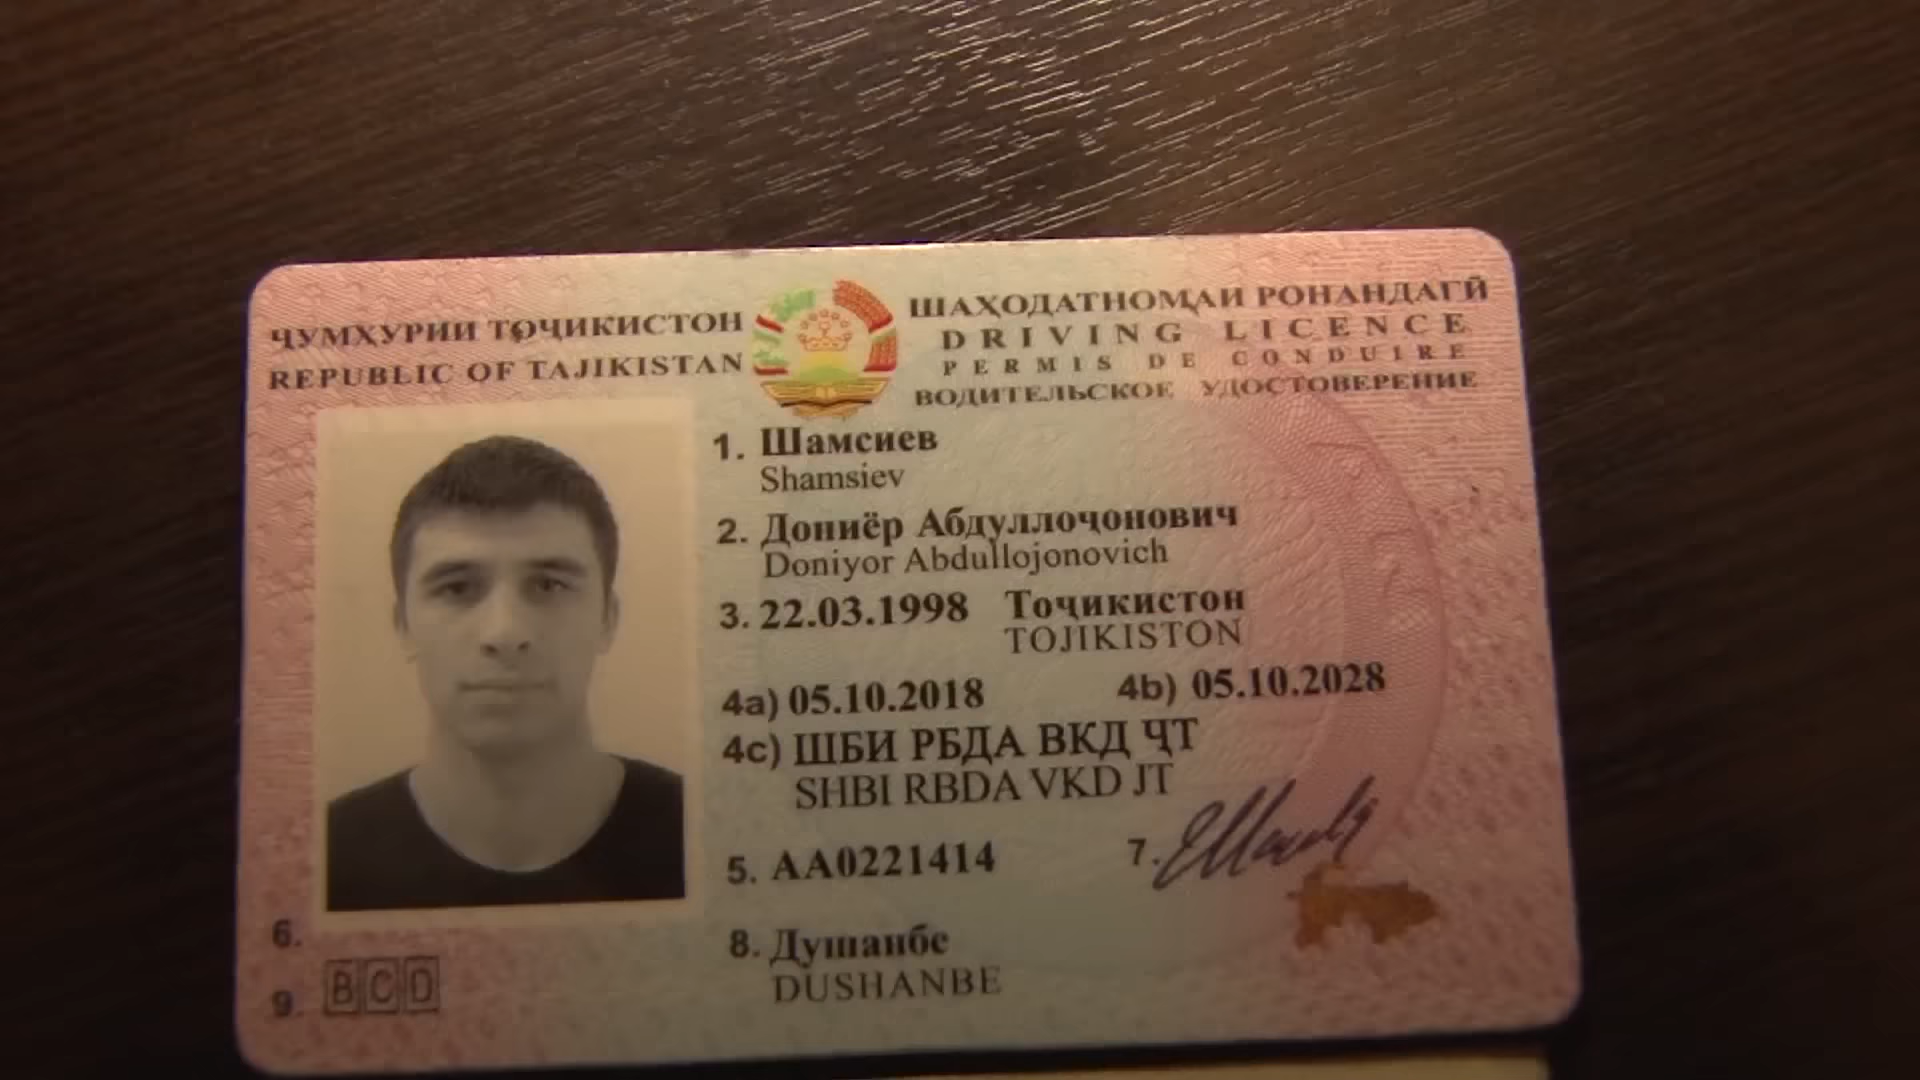 ҶУМҲУРИИ ТОҶИКИСТОН
REPUBLIC OF TAJIKISTAN
ШАҲОДАТНОМАИ РОНАНДАГӢ
DRIVING LICENCE
PERMIS DE CONDUIRE
ВОДИТЕЛЬСКОЕ УДОСТОВЕРЕНИЕ
1. Шамсиев
Shamsiev
2. Дониёр Абдуллоҷонович
Doniyor Abdullojonovich
3. 22.03.1998 Тоҷикистон
TOJIKISTON
4a) 05.10.2018 4b) 05.10.2028
4c) ШБИ РБДА ВКД ҶТ
SHBI RBDA VKD JT
5. AA0221414 7.
6.
8. Душанбе
DUSHANBE
9. B C D